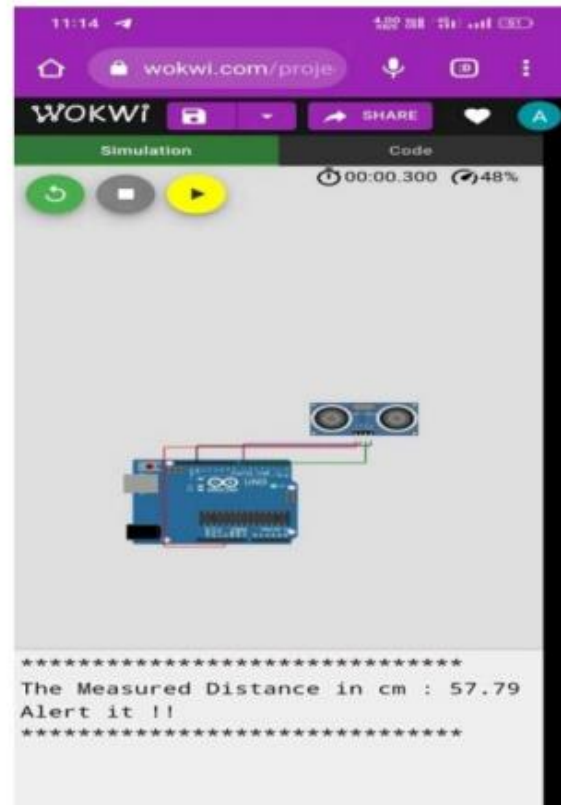 11:14
wokwi.com/proje
:D
WOKWi
SHARE
A
Simulation
Code
00:00.300
48%
UNO
*******************************
The Measured Distance in cm : 57.79
Alert it !!
*******************************